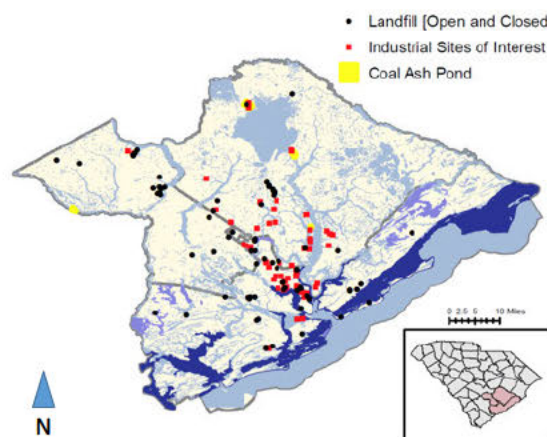 Landfill [Open and Closed
Industrial Sites of Interest
Coal Ash Pond
0 2.5 5 10 Miles
N